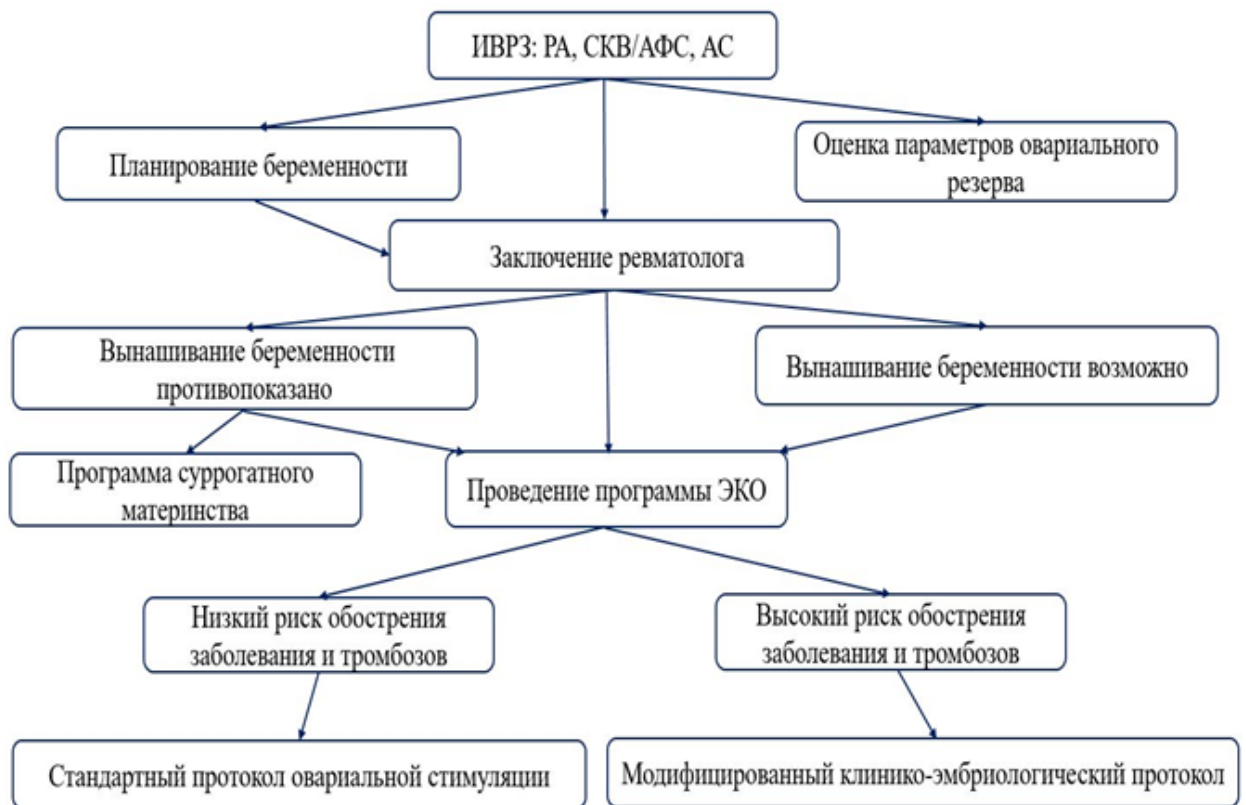 ИВРЗ: РА, СКВ/АФС, АС
Планирование беременности
Оценка параметров овариального
резерва
Заключение ревматолога
Вынашивание беременности
противопоказано
Вынашивание беременности возможно
Программа суррогатного
материнства
Проведение программы ЭКО
Низкий риск обострения
заболевания и тромбозов
Высокий риск обострения
заболевания и тромбозов
Стандартный протокол овариальной стимуляции
Модифицированный клинико-эмбриологический протокол